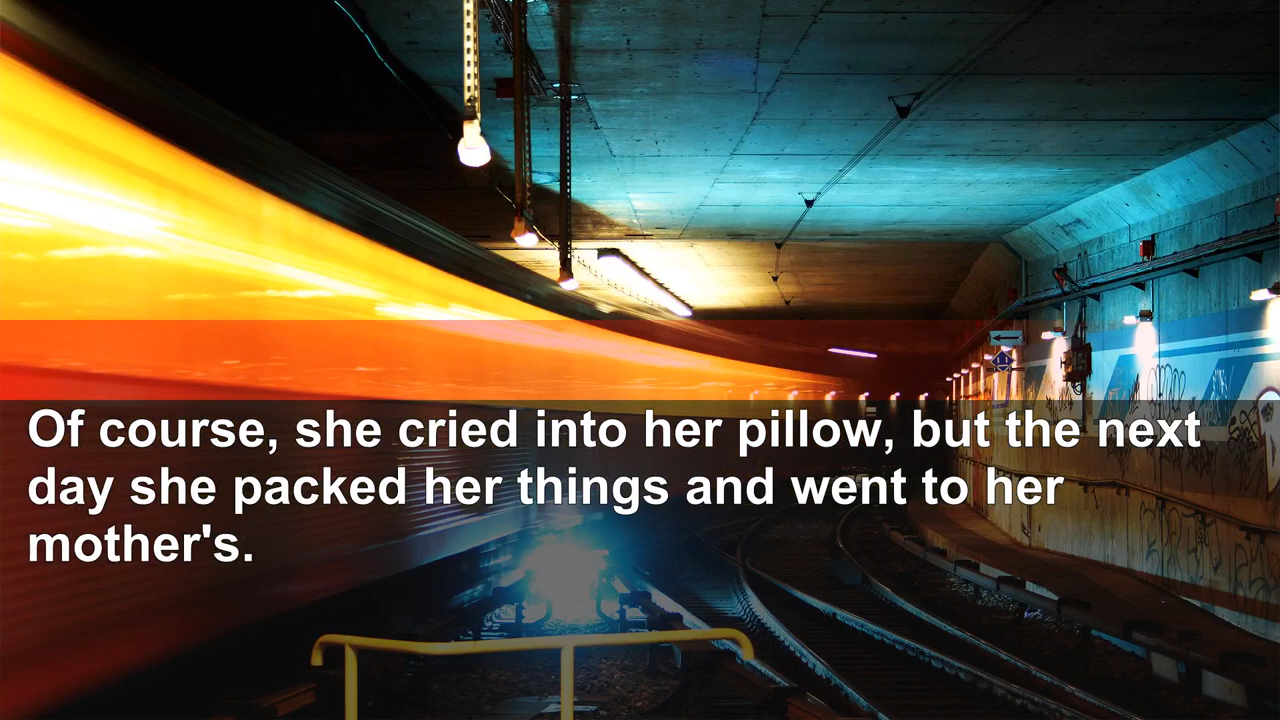 Of course, she cried into her pillow, but the next
day she packed her things and went to her
mother's.